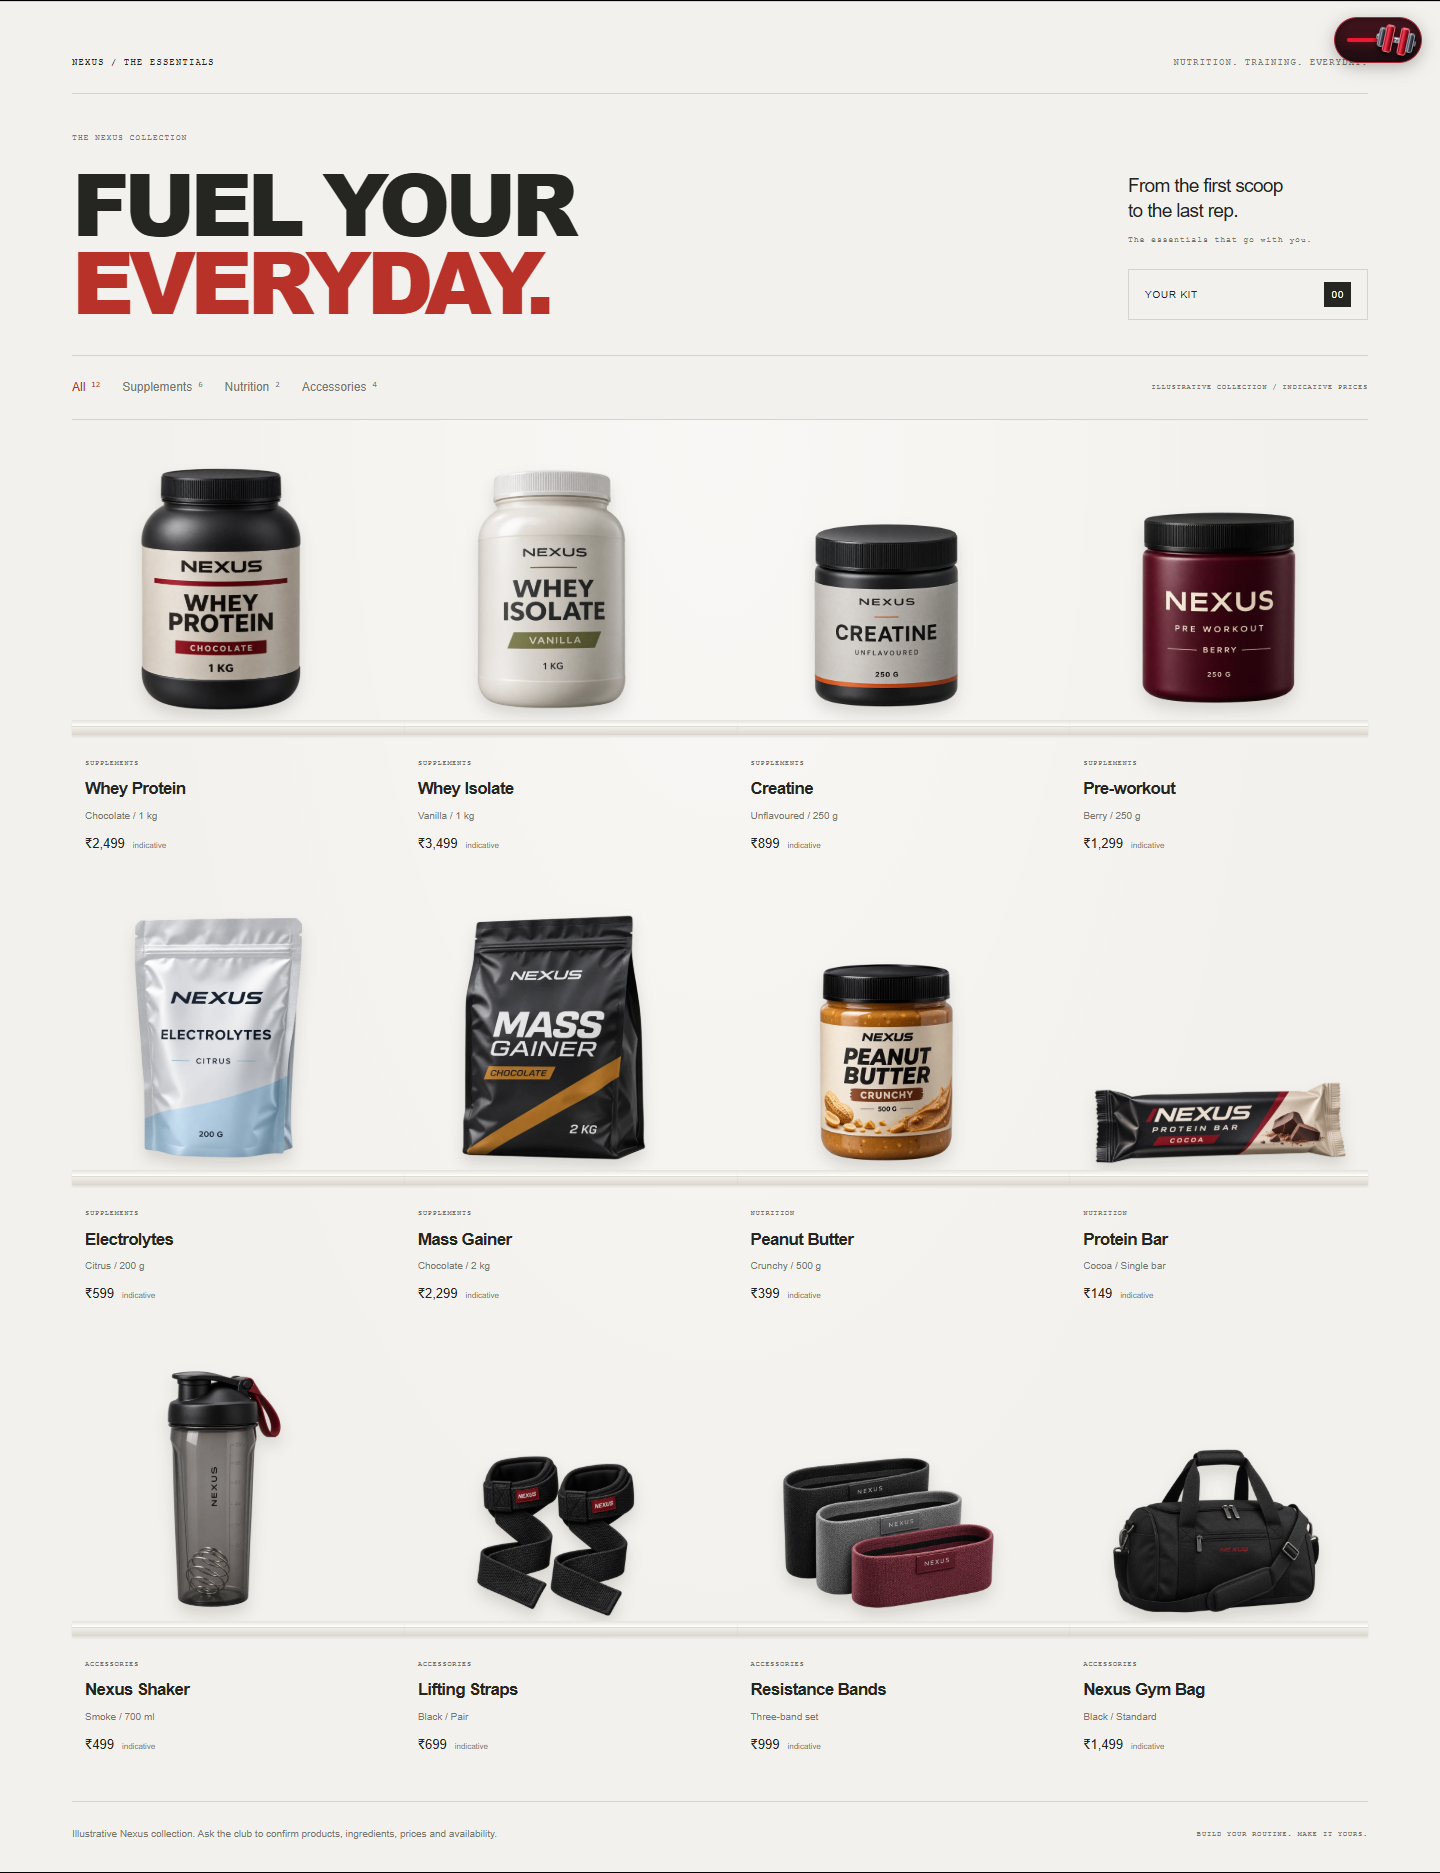 NEXUS / THE ESSENTIALS
NUTRITION. TRAINING. EVERYDAY.
THE NEXUS COLLECTION
FUEL YOUR
EVERYDAY.
From the first scoop
to the last rep.
The essentials that go with you.
YOUR KIT 00
All 12 Supplements 6 Nutrition 2 Accessories 4
ILLUSTRATIVE COLLECTION / INDICATIVE PRICES
NEXUS
WHEY
PROTEIN
CHOCOLATE
1 KG
NEXUS
WHEY
ISOLATE
VANILLA
1 KG
NEXUS
CREATINE
UNFLAVOURED
250 G
NEXUS
PRE WORKOUT
BERRY
250 G
SUPPLEMENTS
Whey Protein
Chocolate / 1 kg
₹2,499 indicative
SUPPLEMENTS
Whey Isolate
Vanilla / 1 kg
₹3,499 indicative
SUPPLEMENTS
Creatine
Unflavoured / 250 g
₹899 indicative
SUPPLEMENTS
Pre-workout
Berry / 250 g
₹1,299 indicative
NEXUS
ELECTROLYTES
CITRUS
200 G
NEXUS
MASS
GAINER
CHOCOLATE
2 KG
NEXUS
PEANUT
BUTTER
CRUNCHY
500 G
NEXUS
PROTEIN BAR
COCOA
SUPPLEMENTS
Electrolytes
Citrus / 200 g
₹599 indicative
SUPPLEMENTS
Mass Gainer
Chocolate / 2 kg
₹2,299 indicative
NUTRITION
Peanut Butter
Crunchy / 500 g
₹399 indicative
NUTRITION
Protein Bar
Cocoa / Single bar
₹149 indicative
NEXUS
NEXUS
NEXUS
NEXUS
NEXUS
NEXUS
ACCESSORIES
Nexus Shaker
Smoke / 700 ml
₹499 indicative
ACCESSORIES
Lifting Straps
Black / Pair
₹699 indicative
ACCESSORIES
Resistance Bands
Three-band set
₹999 indicative
ACCESSORIES
Nexus Gym Bag
Black / Standard
₹1,499 indicative
Illustrative Nexus collection. Ask the club to confirm products, ingredients, prices and availability.
BUILD YOUR ROUTINE. MAKE IT YOURS.